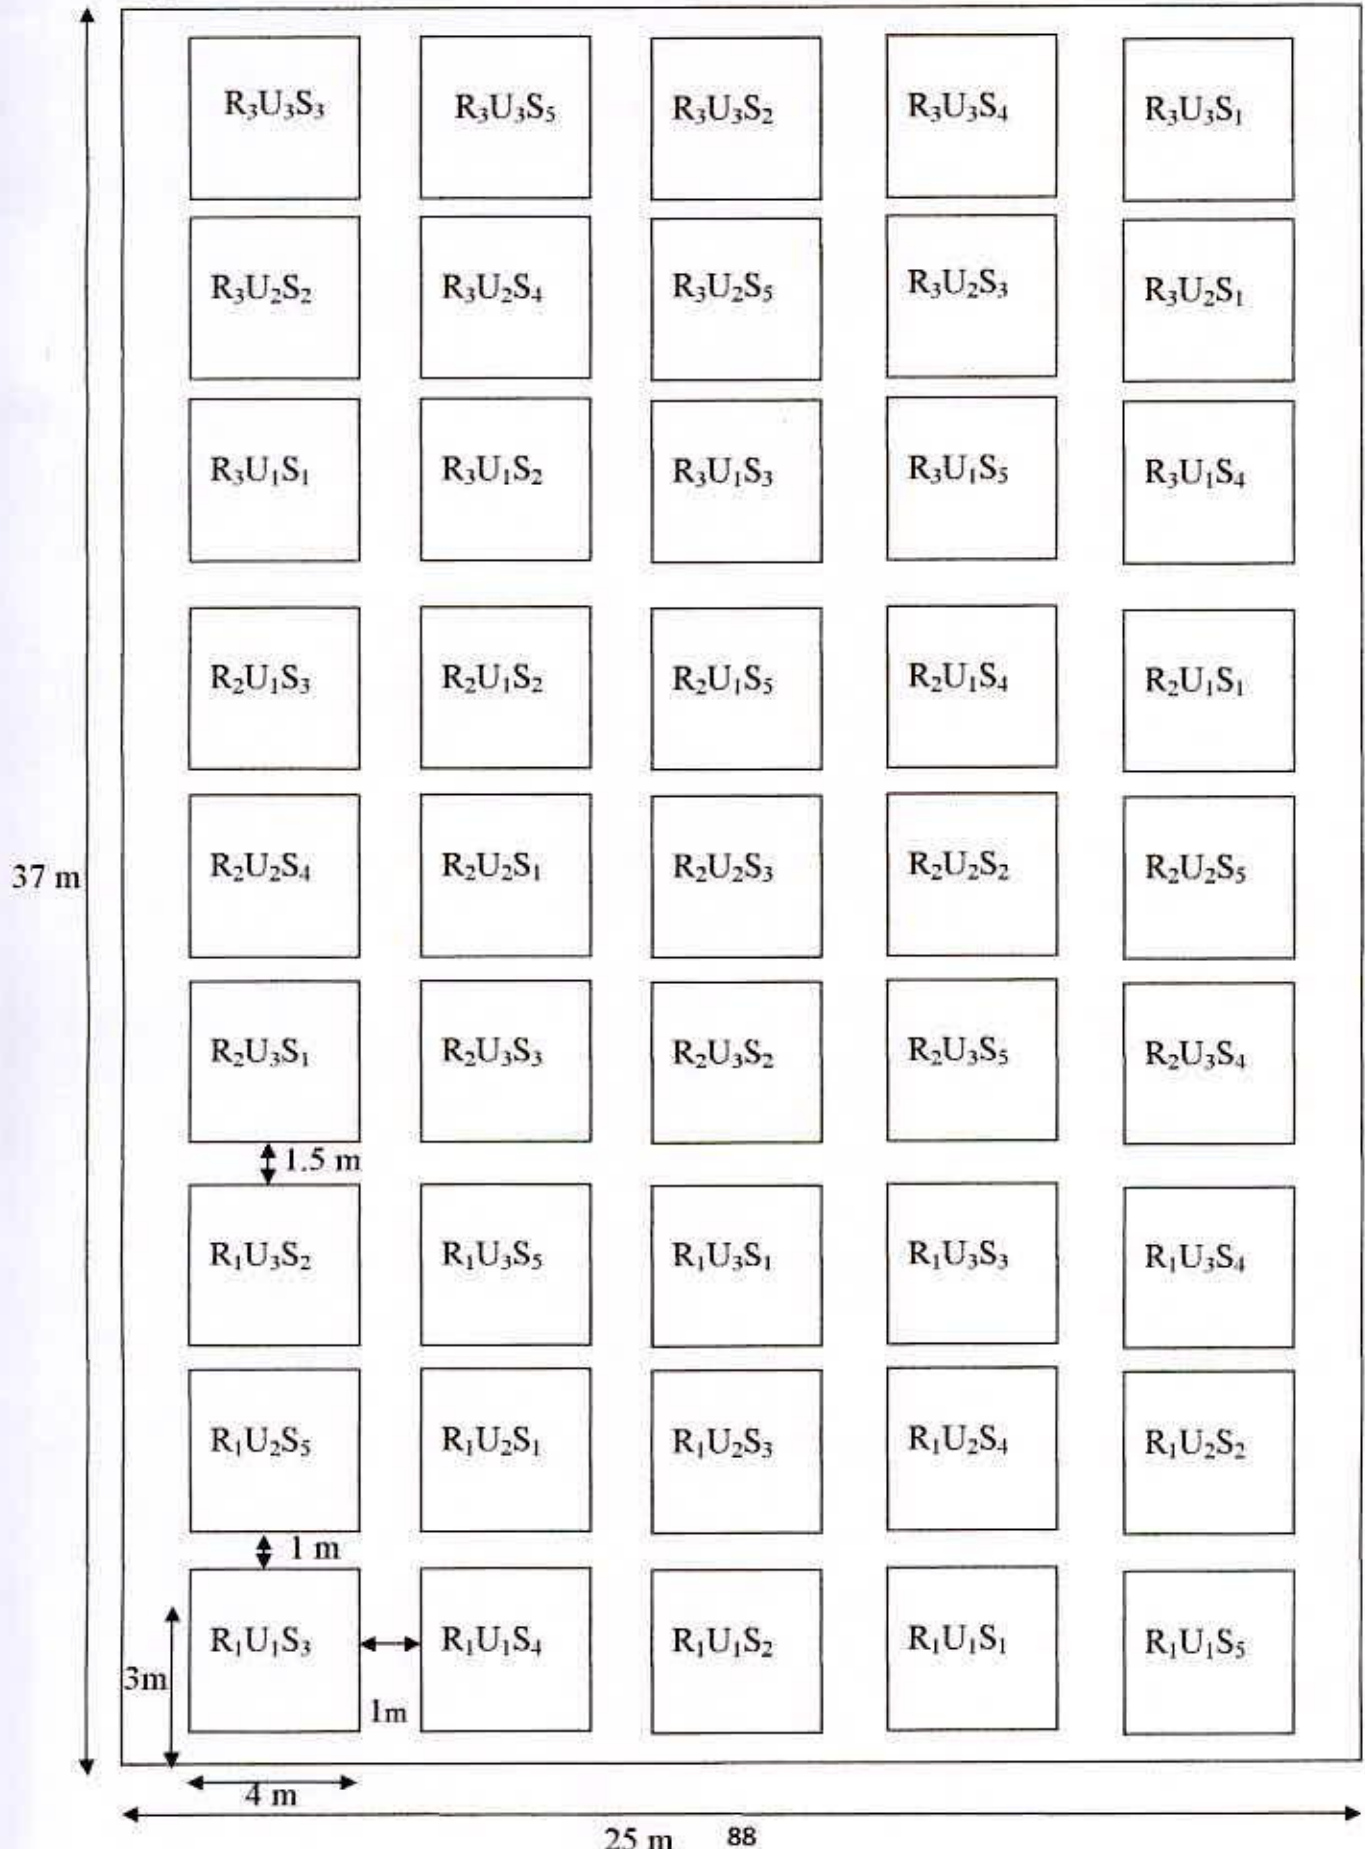 R₃U₃S₃ R₃U₃S₅ R₃U₃S₂ R₃U₃S₄ R₃U₃S₁
R₃U₂S₂ R₃U₂S₄ R₃U₂S₅ R₃U₂S₃ R₃U₂S₁
R₃U₁S₁ R₃U₁S₂ R₃U₁S₃ R₃U₁S₅ R₃U₁S₄
R₂U₁S₃ R₂U₁S₂ R₂U₁S₅ R₂U₁S₄ R₂U₁S₁
37 m R₂U₂S₄ R₂U₂S₁ R₂U₂S₃ R₂U₂S₂ R₂U₂S₅
R₂U₃S₁ R₂U₃S₃ R₂U₃S₂ R₂U₃S₅ R₂U₃S₄
1.5 m
R₁U₃S₂ R₁U₃S₅ R₁U₃S₁ R₁U₃S₃ R₁U₃S₄
R₁U₂S₅ R₁U₂S₁ R₁U₂S₃ R₁U₂S₄ R₁U₂S₂
1 m
R₁U₁S₃ R₁U₁S₄ R₁U₁S₂ R₁U₁S₁ R₁U₁S₅
3m
1m
4 m
25 m 88